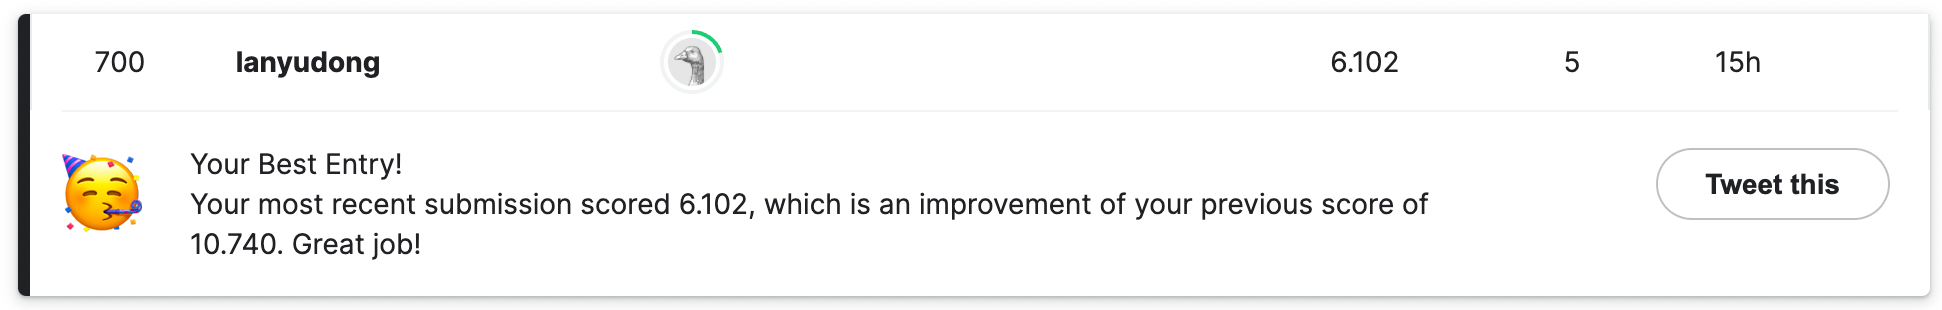 700 lanyudong 6.102 5 15h
Your Best Entry!
Your most recent submission scored 6.102, which is an improvement of your previous score of
10.740. Great job!
Tweet this